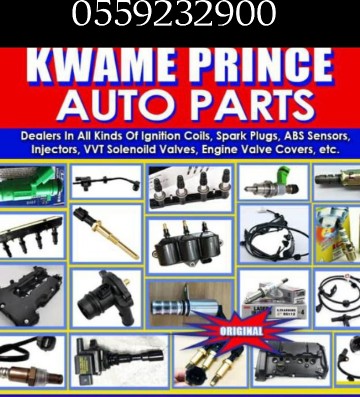 0559232900
KWAME PRINCE
AUTO PARTS
Dealers In All Kinds Of Ignition Coils, Spark Plugs, ABS Sensors,
Injectors, VVT Solenoild Valves, Engine Valve Covers, etc.
ORIGINAL